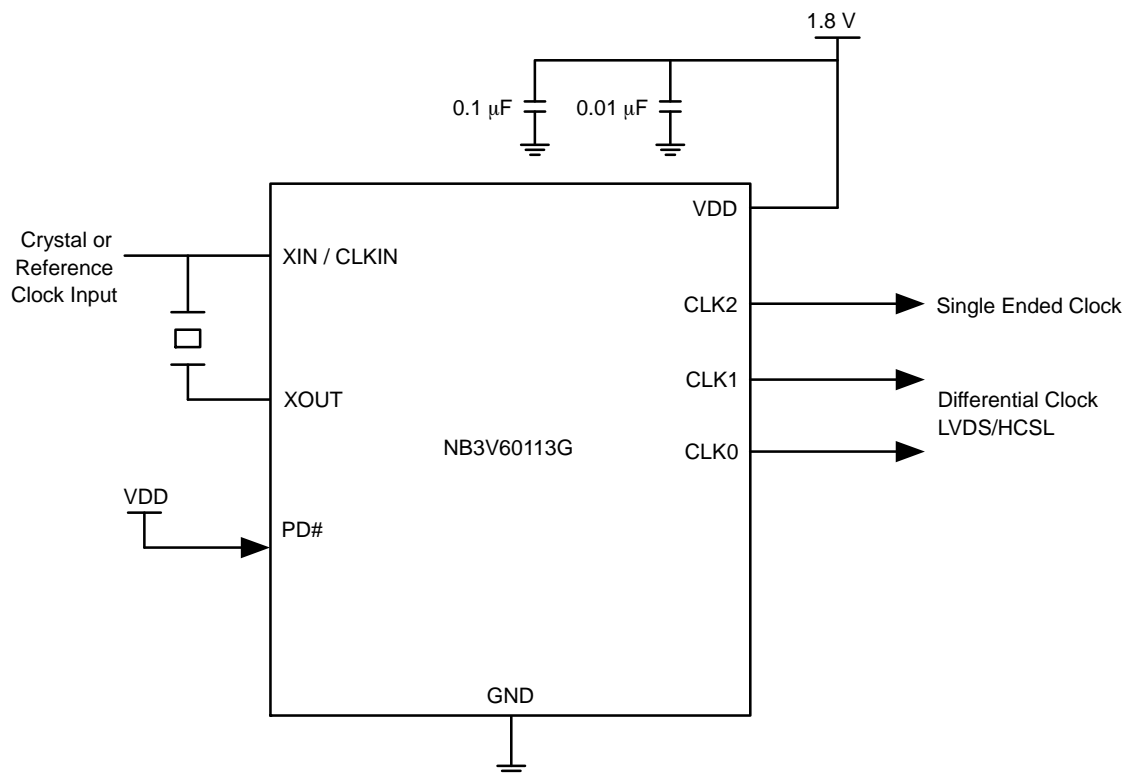 1.8 V
0.1 μF
0.01 μF
VDD
Crystal or
Reference
Clock Input
XIN / CLKIN
CLK2
Single Ended Clock
CLK1
XOUT
Differential Clock
LVDS/HCSL
NB3V60113G
CLK0
VDD
PD#
GND